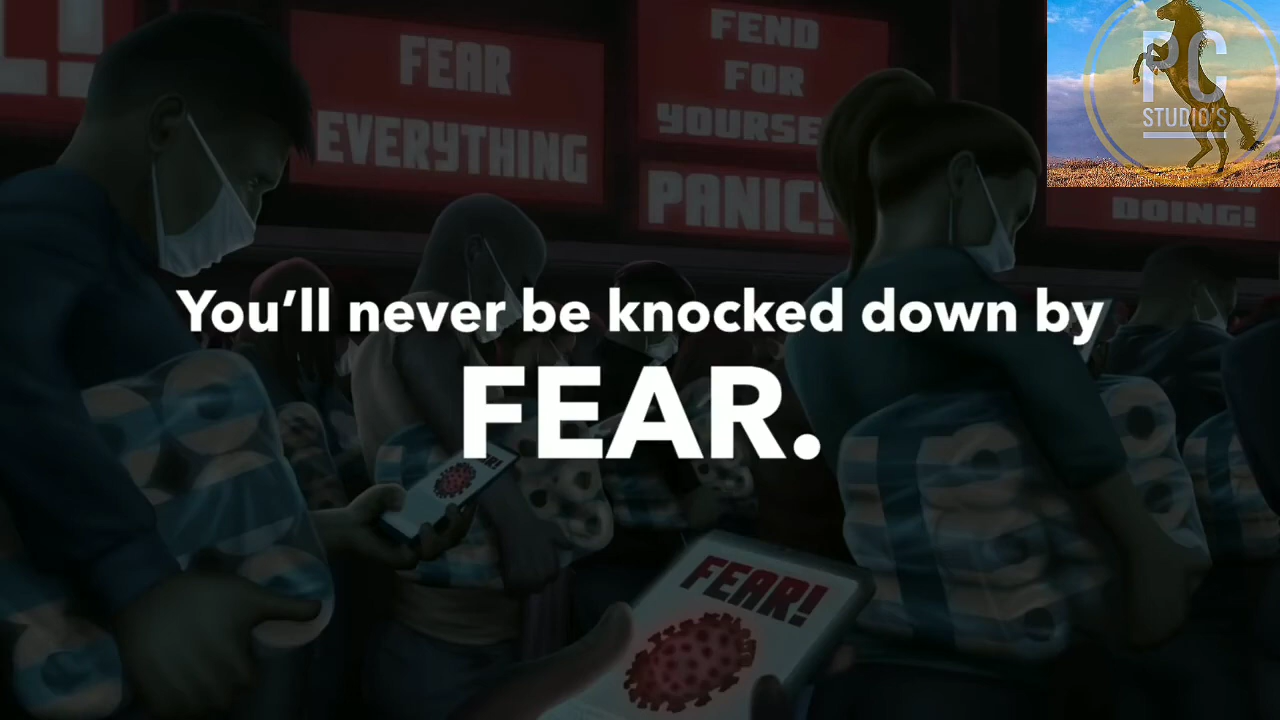 L!
FEAR
EVERYTHING
FEND
FOR
YOURSE
PANIC!
PC
STUDIO'S
DOING!
You’ll never be knocked down by
FEAR.
FEAR!